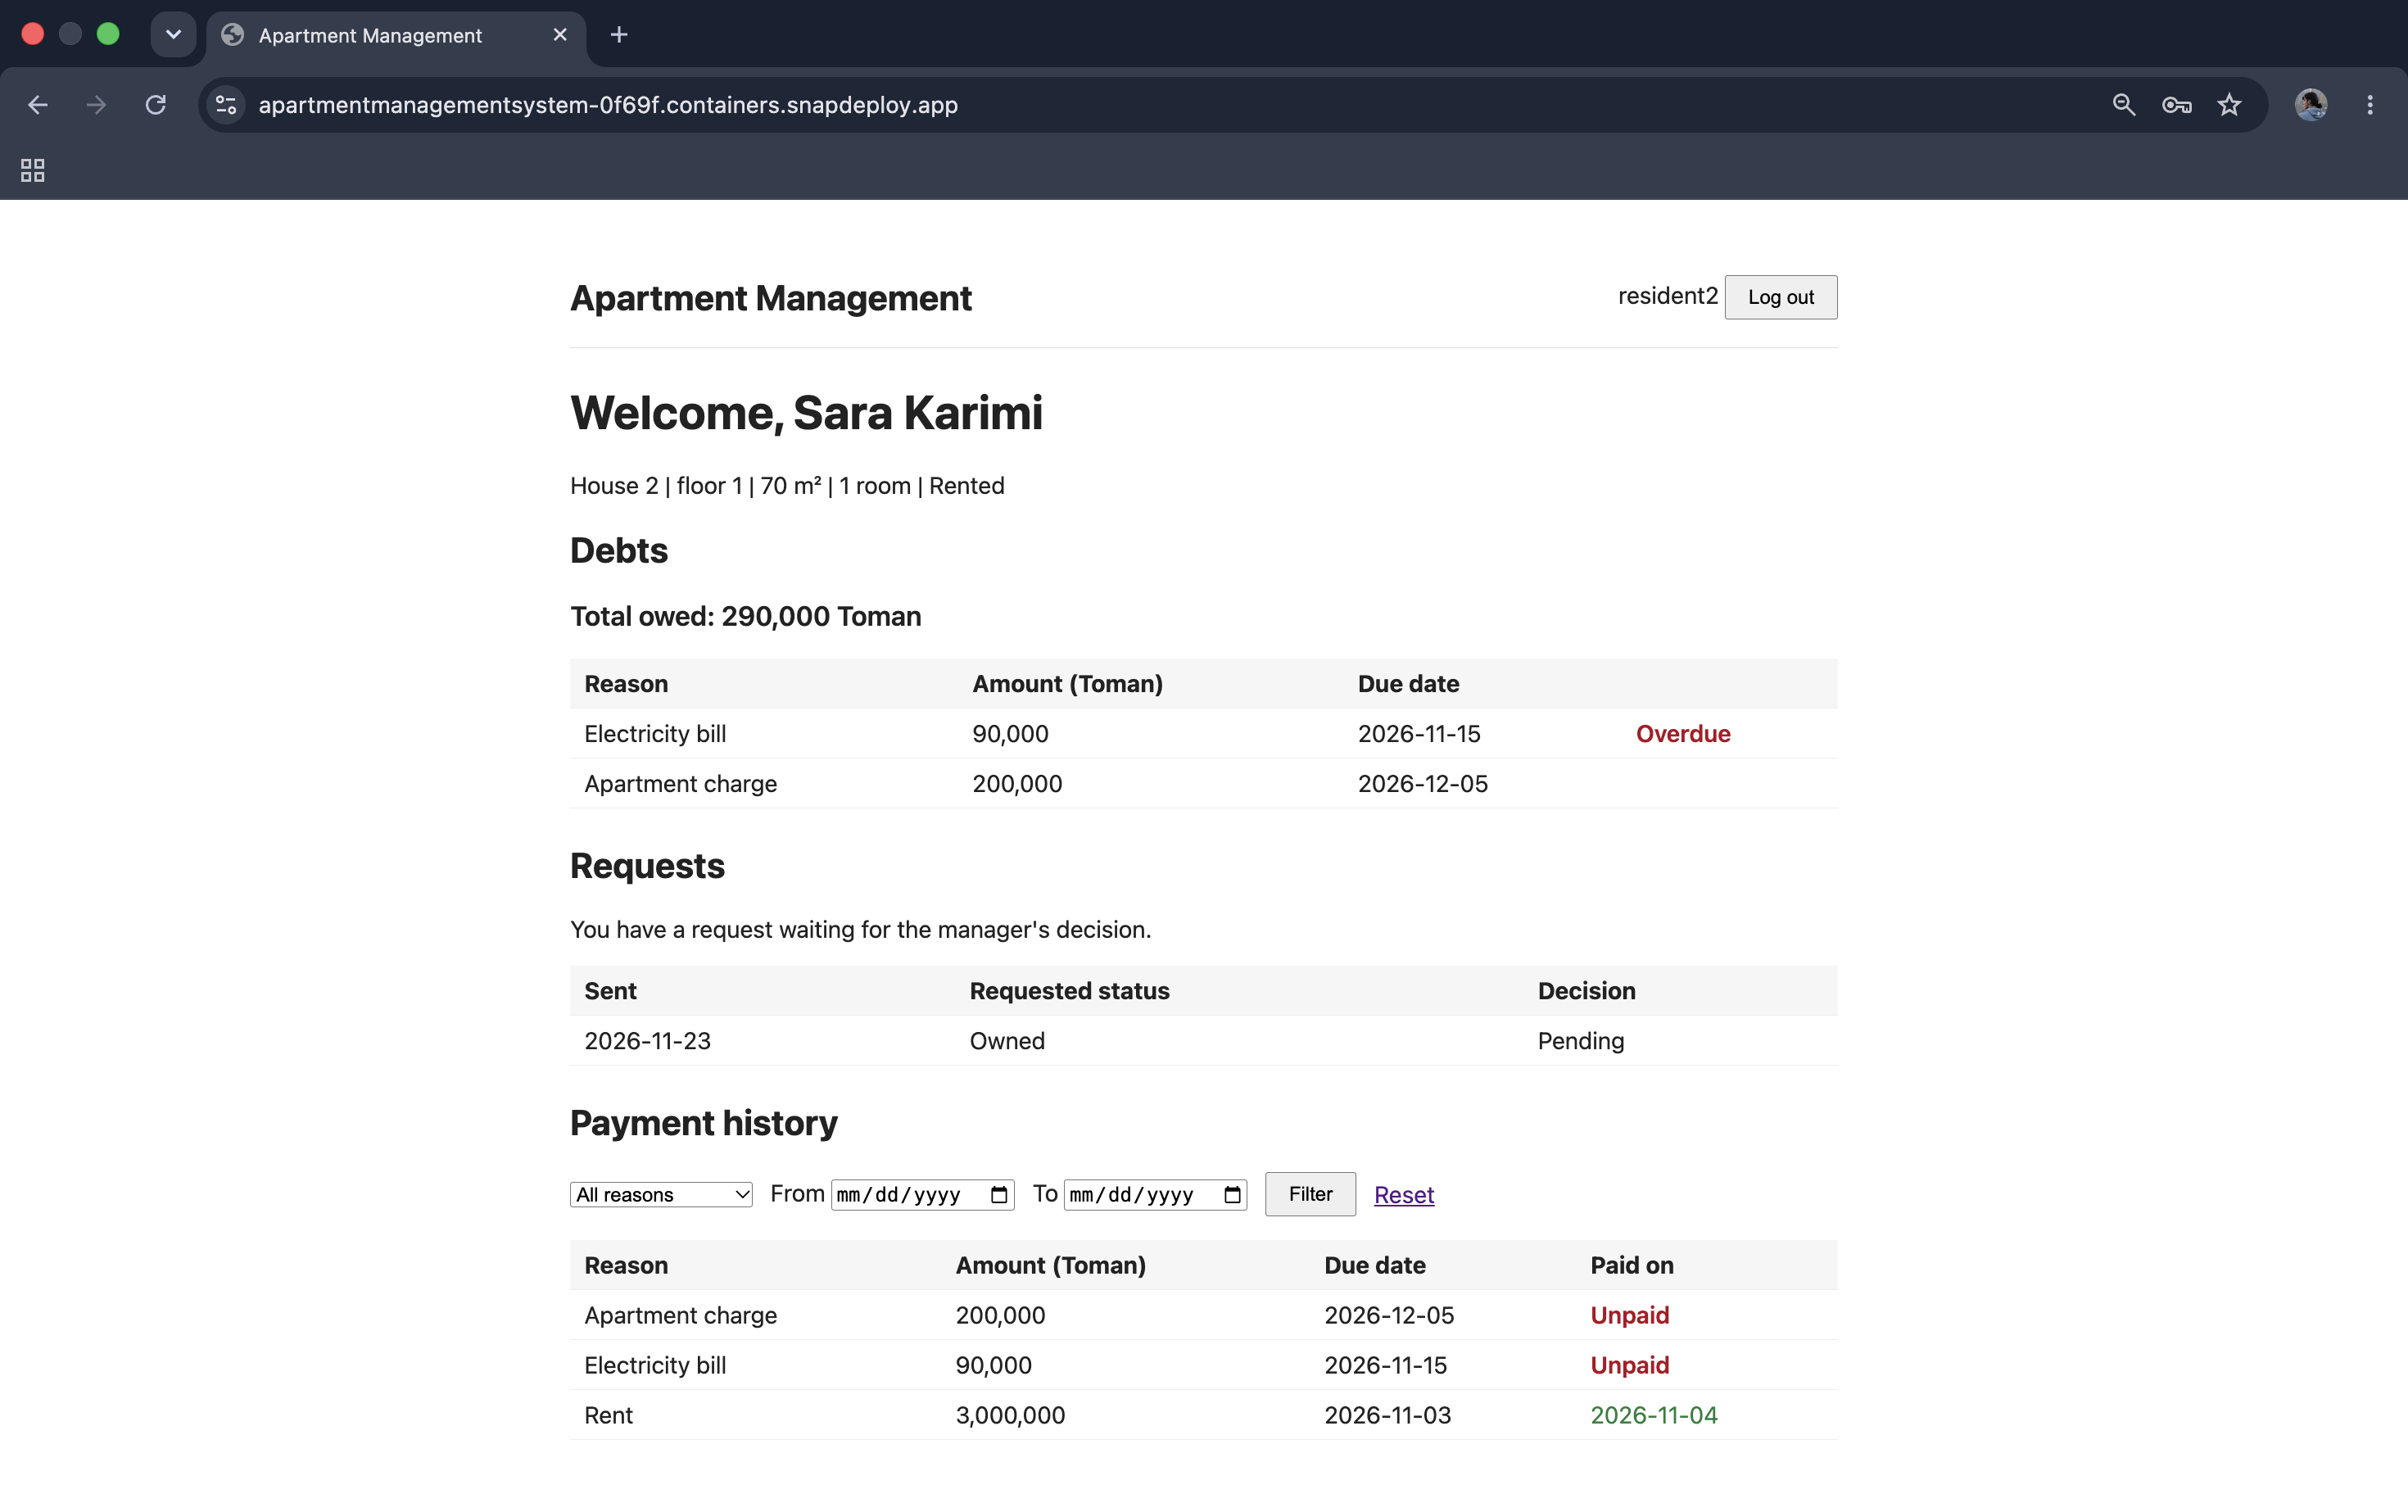 Apartment Management
apartmentmanagementsystem-0f69f.containers.snapdeploy.app
Apartment Management
resident2 Log out
Welcome, Sara Karimi
House 2 | floor 1 | 70 m² | 1 room | Rented
Debts
Total owed: 290,000 Toman
Reason Amount (Toman) Due date
Electricity bill 90,000 2026-11-15 Overdue
Apartment charge 200,000 2026-12-05
Requests
You have a request waiting for the manager's decision.
Sent Requested status Decision
2026-11-23 Owned Pending
Payment history
All reasons From mm/dd/yyyy To mm/dd/yyyy Filter Reset
Reason Amount (Toman) Due date Paid on
Apartment charge 200,000 2026-12-05 Unpaid
Electricity bill 90,000 2026-11-15 Unpaid
Rent 3,000,000 2026-11-03 2026-11-04